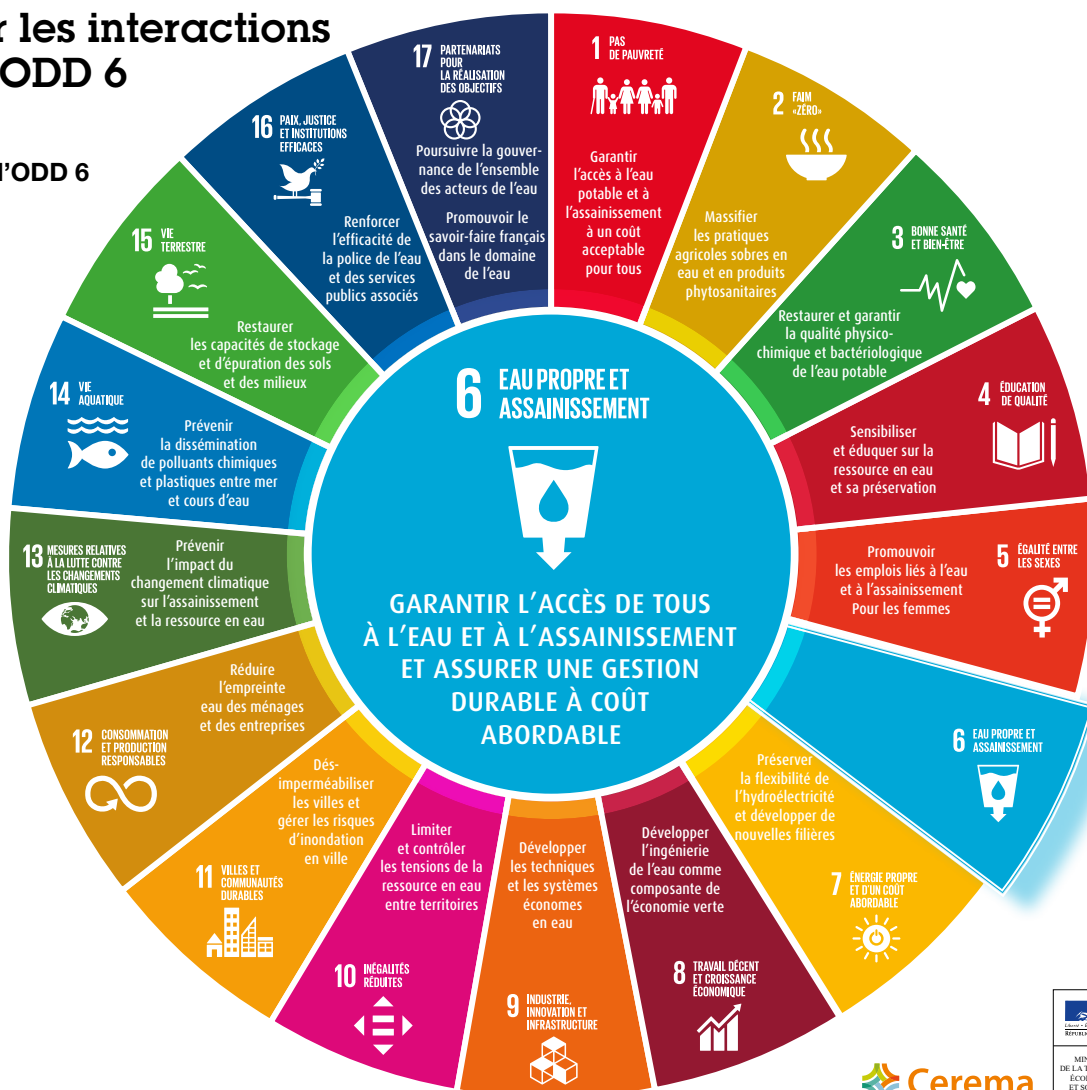 r les interactions
'ODD 6
l'ODD 6
1 PAS
DE PAUVRETÉ
Garantir
l'accès à l'eau
potable et à
l'assainissement
à un coût
acceptable
pour tous
2 FAIM
«ZÉRO»
Massifier
les pratiques
agricoles sobres en
eau et en produits
phytosanitaires
3 BONNE SANTÉ
ET BIEN-ÊTRE
Restaurer et garantir
la qualité physico-
chimique et bactériologique
de l'eau potable
4 ÉDUCATION
DE QUALITÉ
Sensibiliser
et éduquer sur la
ressource en eau
et sa préservation
5 ÉGALITÉ ENTRE
LES SEXES
Promouvoir
les emplois liés à l'eau
et à l'assainissement
Pour les femmes
6 EAU PROPRE ET
ASSAINISSEMENT
7 ÉNERGIE PROPRE
ET D'UN COÛT
ABORDABLE
Préserver
la flexibilité de
l'hydroélectricité
et développer de
nouvelles filières
8 TRAVAIL DÉCENT
ET CROISSANCE
ÉCONOMIQUE
Développer
l'ingénierie
de l'eau comme
composante de
l'économie verte
9 INDUSTRIE,
INNOVATION ET
INFRASTRUCTURE
Développer
les techniques
et les systèmes
économes
en eau
10 INÉGALITÉS
RÉDUITES
Limiter
et contrôler
les tensions de la
ressource en eau
entre territoires
11 VILLES ET
COMMUNAUTÉS
DURABLES
Dés-
imperméabiliser
les villes et
gérer les risques
d'inondation
en ville
12 CONSOMMATION
ET PRODUCTION
RESPONSABLES
Réduire
l'empreinte
eau des ménages
et des entreprises
13 MESURES RELATIVES
À LA LUTTE CONTRE
LES CHANGEMENTS
CLIMATIQUES
Prévenir
l'impact du
changement climatique
sur l'assainissement
et la ressource en eau
14 VIE
AQUATIQUE
Prévenir
la dissémination
de polluants chimiques
et plastiques entre mer
et cours d'eau
15 VIE
TERRESTRE
Restaurer
les capacités de stockage
et d'épuration des sols
et des milieux
16 PAIX, JUSTICE
ET INSTITUTIONS
EFFICACES
Renforcer
l'efficacité de
la police de l'eau
et des services
publics associés
17 PARTENARIATS
POUR
LA RÉALISATION
DES OBJECTIFS
Poursuivre la gouver-
nance de l'ensemble
des acteurs de l'eau
Promouvoir le
savoir-faire français
dans le domaine
de l'eau
6 EAU PROPRE ET
ASSAINISSEMENT
GARANTIR L'ACCÈS DE TOUS
À L'EAU ET À L'ASSAINISSEMENT
ET ASSURER UNE GESTION
DURABLE À COÛT
ABORDABLE
Cerema